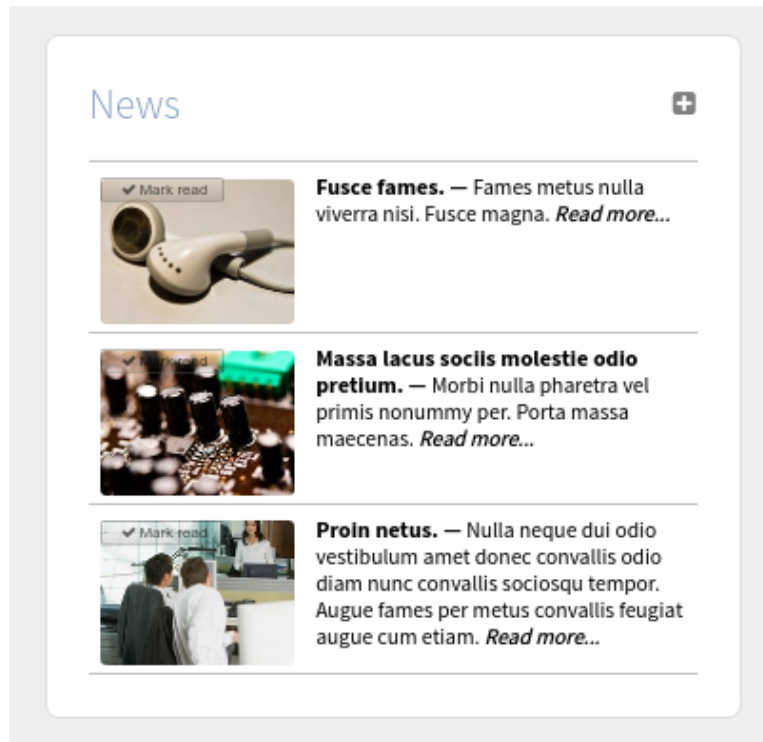 News
✔ Mark read
Fusce fames. — Fames metus nulla
viverra nisi. Fusce magna. Read more...
✔ Mark read
Massa lacus sociis molestie odio
pretium. — Morbi nulla pharetra vel
primis nonummy per. Porta massa
maecenas. Read more...
✔ Mark read
Proin netus. — Nulla neque dui odio
vestibulum amet donec convallis odio
diam nunc convallis sociosqu tempor.
Augue fames per metus convallis feugiat
augue cum etiam. Read more...